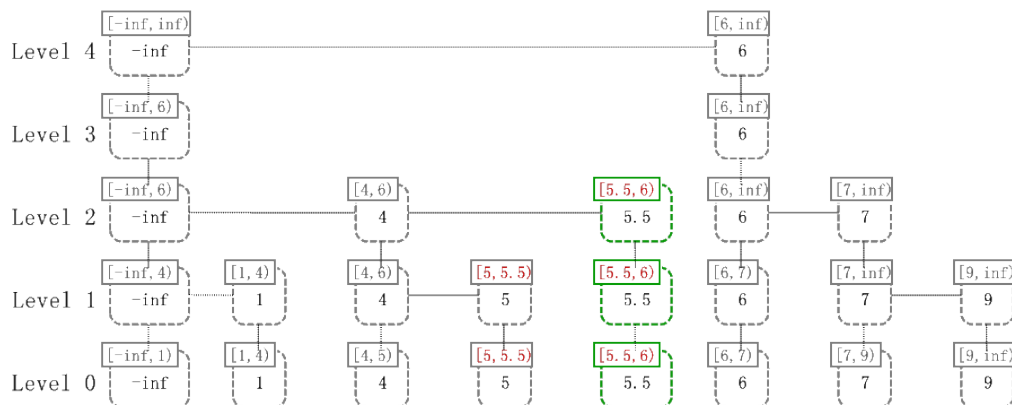 [-inf, inf) [6, inf)
Level 4 -inf 6
[-inf, 6) [6, inf)
Level 3 -inf 6
[-inf, 6) [4, 6) [5.5, 6) [6, inf) [7, inf)
Level 2 -inf 4 5.5 6 7
[-inf, 4) [1, 4) [4, 6) [5, 5.5) [5.5, 6) [6, 7) [7, inf) [9, inf)
Level 1 -inf 1 4 5 5.5 6 7 9
[-inf, 1) [1, 4) [4, 5) [5, 5.5) [5.5, 6) [6, 7) [7, 9) [9, inf)
Level 0 -inf 1 4 5 5.5 6 7 9